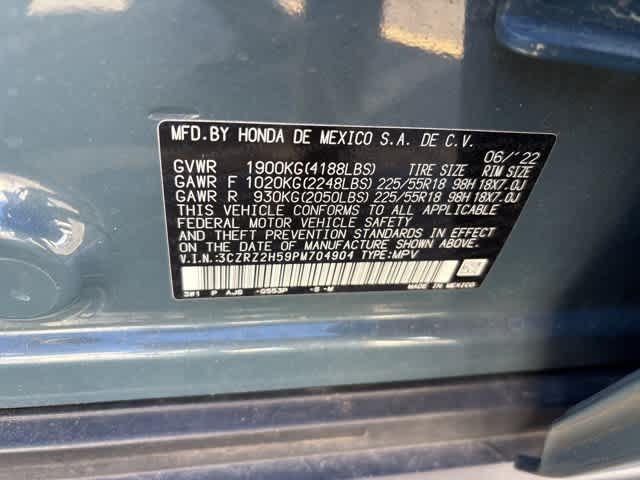 MFD.BY HONDA DE MEXICO S.A. DE C.V.
06/'22
GVWR 1900KG(4188LBS) TIRE SIZE RIM SIZE
GAWR F 1020KG(2248LBS) 225/55R18 98H 18X7.0J
GAWR R 930KG(2050LBS) 225/55R18 98H 18X7.0J
THIS VEHICLE CONFORMS TO ALL APPLICABLE
FEDERAL MOTOR VEHICLE SAFETY
STANDARDS IN EFFECT ON THE DATE OF
MANUFACTURE SHOWN ABOVE.
V.I.N.:3CZRZ2H59PM704904 TYPE:MPV
MADE IN MEXICO